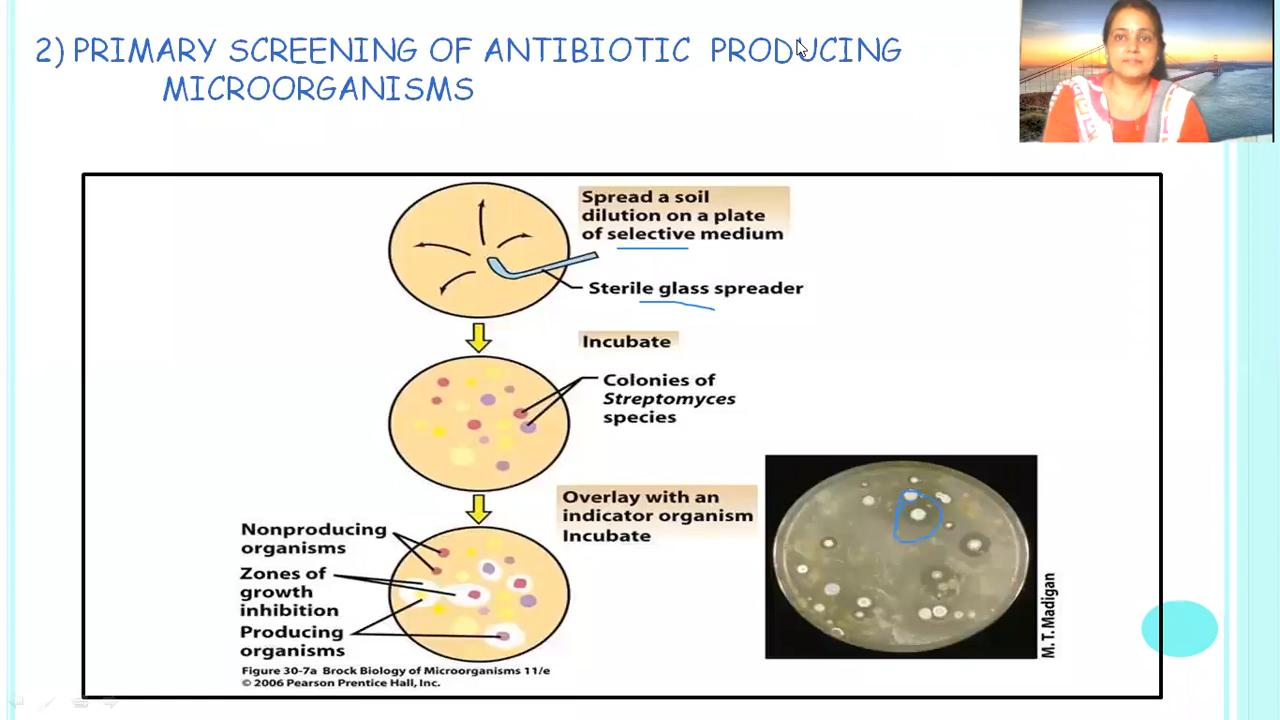 2) PRIMARY SCREENING OF ANTIBIOTIC PRODUCING
MICROORGANISMS
Spread a soil
dilution on a plate
of selective medium
Sterile glass spreader
Incubate
Colonies of
Streptomyces
species
Overlay with an
indicator organism
Incubate
Nonproducing
organisms
Zones of
growth
inhibition
Producing
organisms
M. T. Madigan
Figure 30-7a Brock Biology of Microorganisms 11/e
© 2006 Pearson Prentice Hall, Inc.